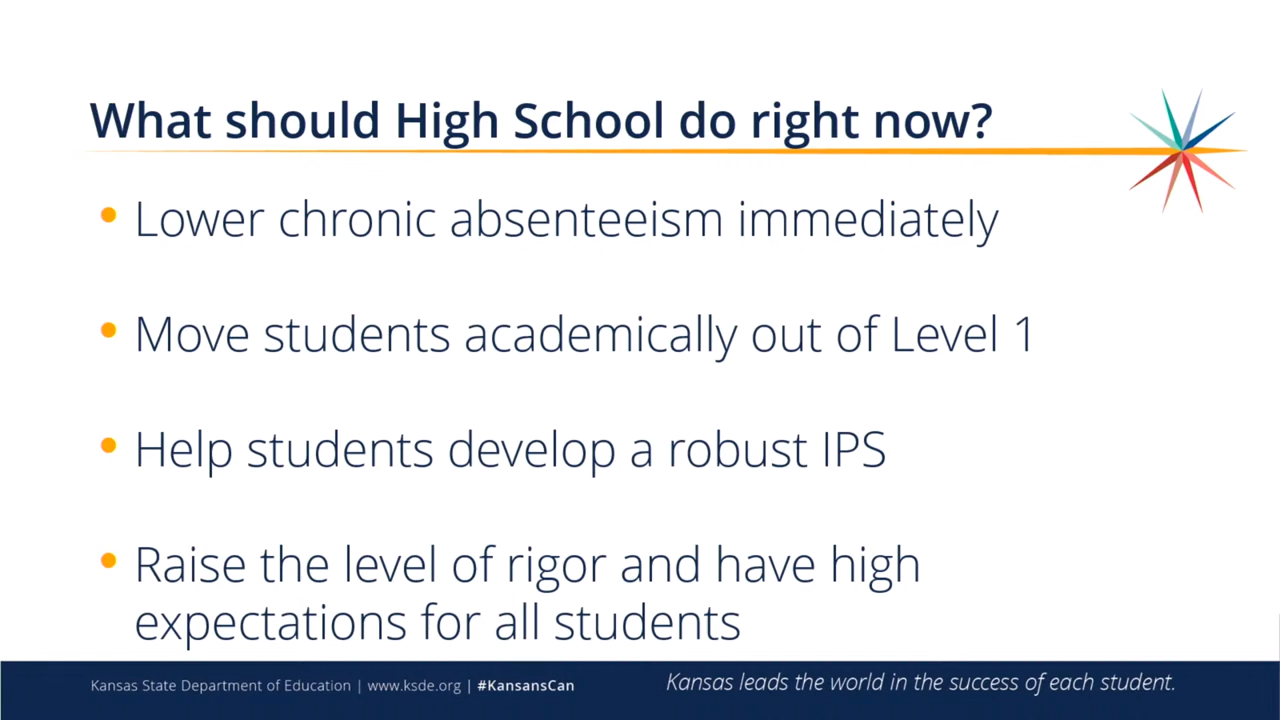 What should High School do right now?
• Lower chronic absenteeism immediately
• Move students academically out of Level 1
• Help students develop a robust IPS
• Raise the level of rigor and have high
expectations for all students
Kansas State Department of Education | www.ksde.org | #KansansCan
Kansas leads the world in the success of each student.